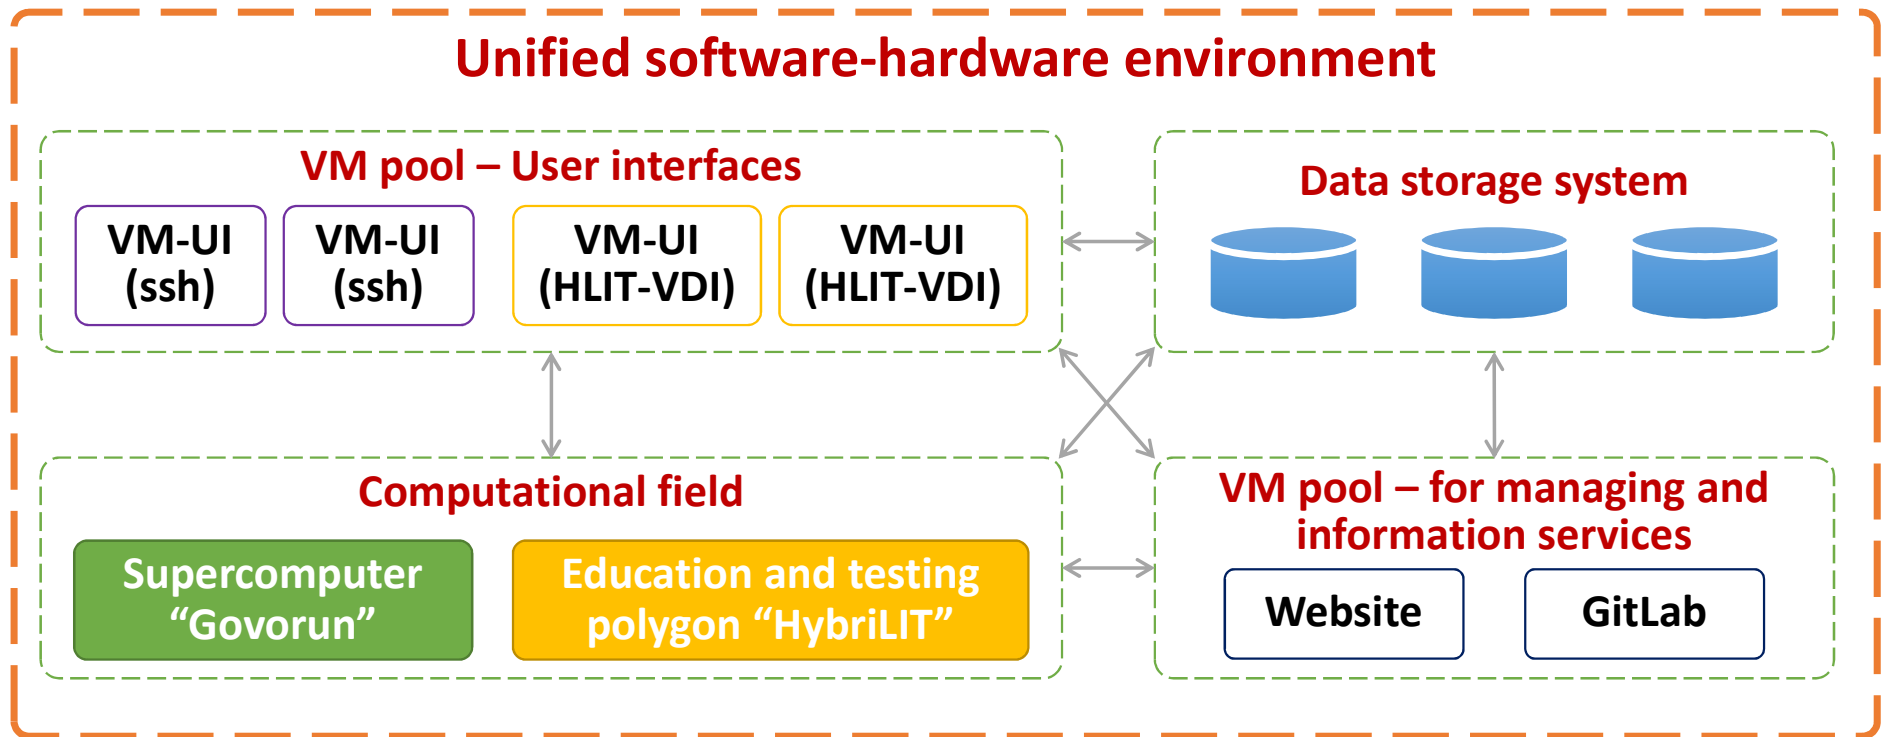 Unified software-hardware environment
VM pool – User interfaces
VM-UI
(ssh)
VM-UI
(ssh)
VM-UI
(HLIT-VDI)
VM-UI
(HLIT-VDI)
Data storage system
Computational field
Supercomputer
“Govorun”
Education and testing
polygon “HybriLIT”
VM pool – for managing and
information services
Website
GitLab